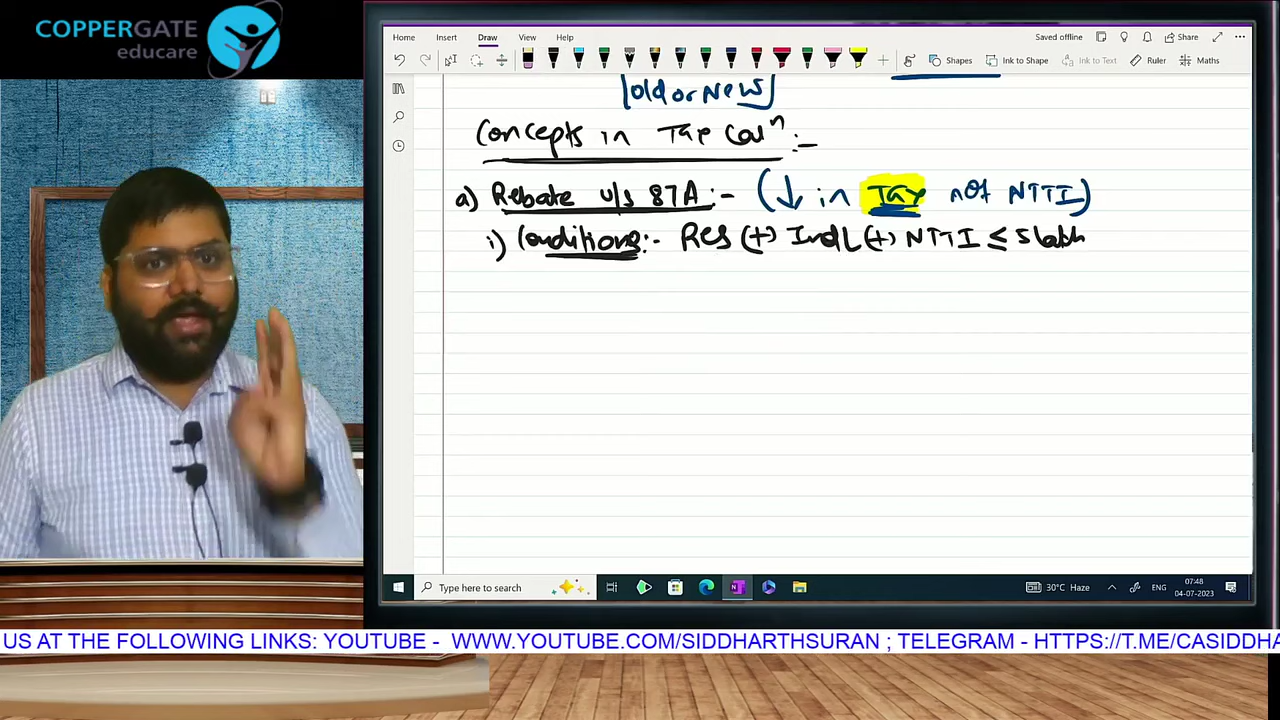 COPPERGATE
educare
Home Insert Draw View Help
Saved offline
Share
Shapes
Ink to Shape
Ink to Text
Ruler
Maths
[old or New]
Concepts in Tax Calⁿ :-
a) Rebate u/s 87A :- (↓ in Tax not NTTI)
i) Conditions :- Res (+) Indl (+) NTTI ≤ 5 lakh
Type here to search
30°C Haze
ENG
07:48
04-07-2023
US AT THE FOLLOWING LINKS: YOUTUBE - WWW.YOUTUBE.COM/SIDDHARTHSURAN ; TELEGRAM - HTTPS://T.ME/CASIDDHA